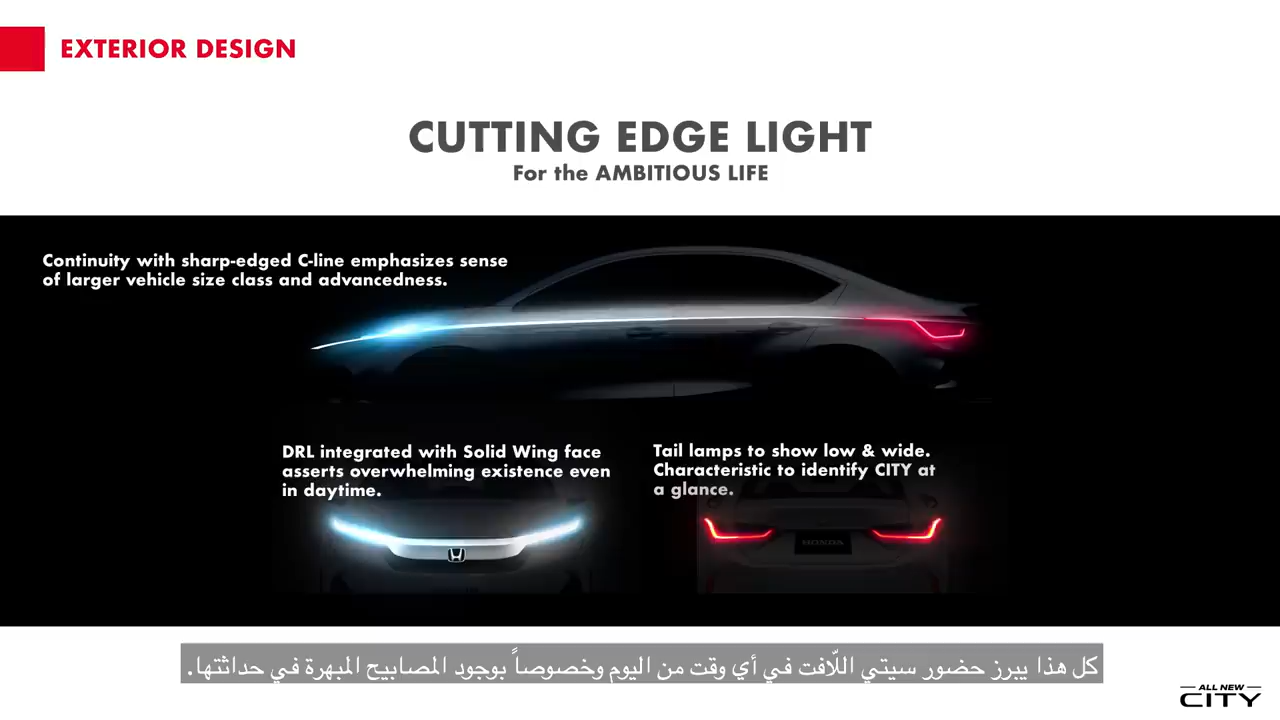 EXTERIOR DESIGN
CUTTING EDGE LIGHT
For the AMBITIOUS LIFE
Continuity with sharp-edged C-line emphasizes sense
of larger vehicle size class and advancedness.
DRL integrated with Solid Wing face
asserts overwhelming existence even
in daytime.
Tail lamps to show low & wide.
Characteristic to identify CITY at
a glance.
HONDA
كل هذا يبرز حضور سيتي اللّافت في أي وقت من اليوم وخصوصاً بوجود المصابيح المبهرة في حداثتها.
ALL NEW
CITY